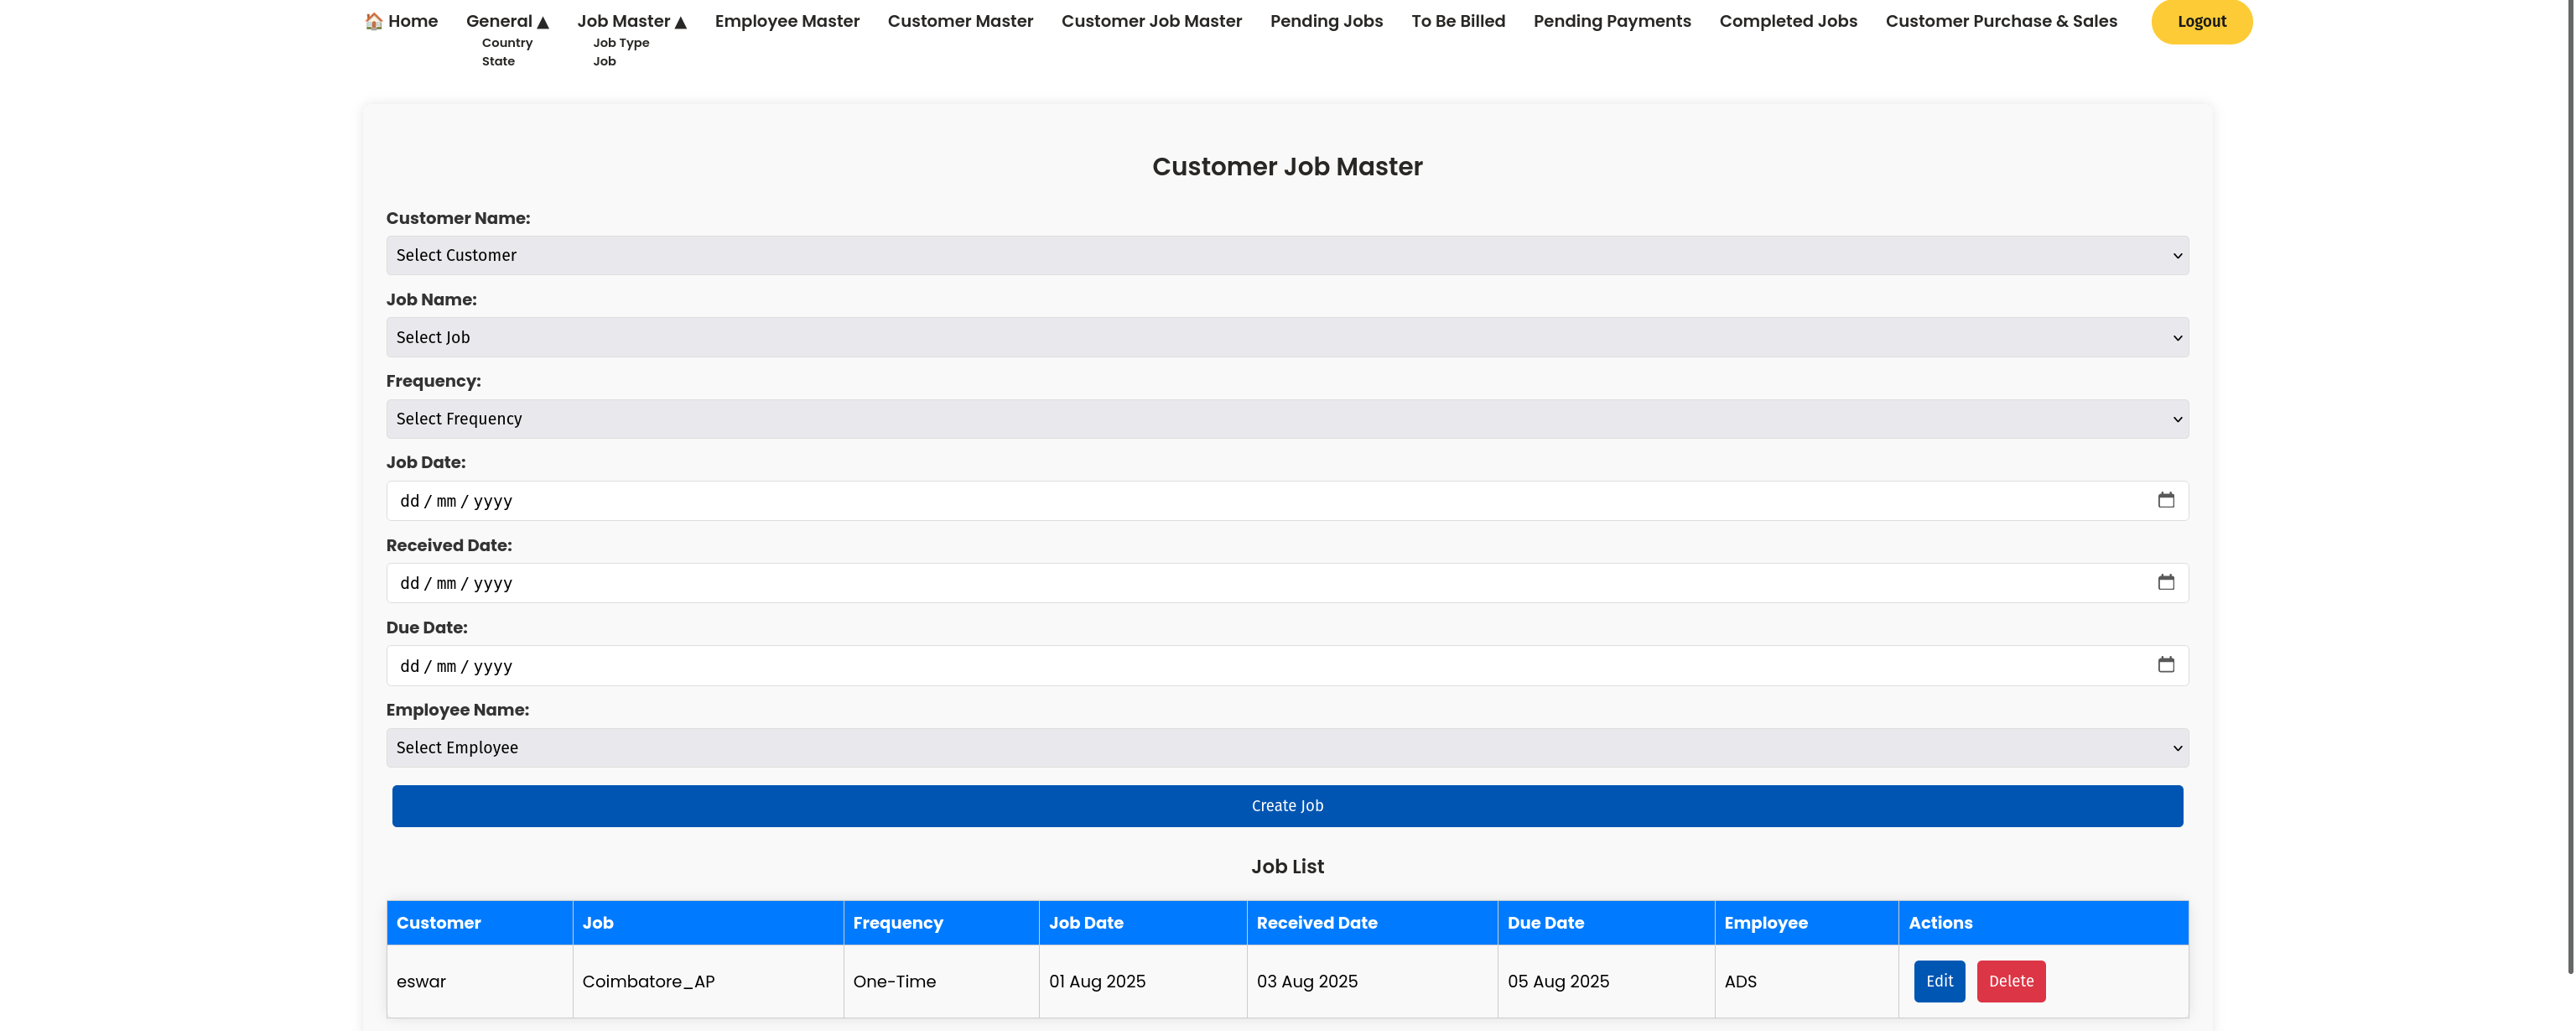 🏠 Home General ▲ Job Master ▲ Employee Master Customer Master Customer Job Master Pending Jobs To Be Billed Pending Payments Completed Jobs Customer Purchase & Sales Logout
Country Job Type
State Job
Customer Job Master
Customer Name:
Select Customer
Job Name:
Select Job
Frequency:
Select Frequency
Job Date:
dd / mm / yyyy
Received Date:
dd / mm / yyyy
Due Date:
dd / mm / yyyy
Employee Name:
Select Employee
Create Job
Job List
Customer Job Frequency Job Date Received Date Due Date Employee Actions
eswar Coimbatore_AP One-Time 01 Aug 2025 03 Aug 2025 05 Aug 2025 ADS Edit Delete